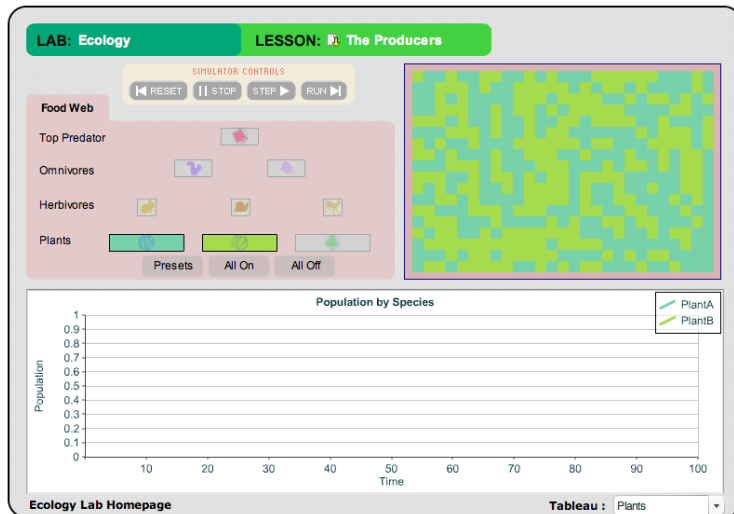 LAB: Ecology
LESSON: The Producers
SIMULATOR CONTROLS
RESET
STOP
STEP
RUN
Food Web
Top Predator
Omnivores
Herbivores
Plants
Presets
All On
All Off
Population by Species
PlantA
PlantB
1
0.9
0.8
0.7
0.6
0.5
0.4
0.3
0.2
0.1
0
Population
10 20 30 40 50 60 70 80 90 100
Time
Ecology Lab Homepage
Tableau : Plants